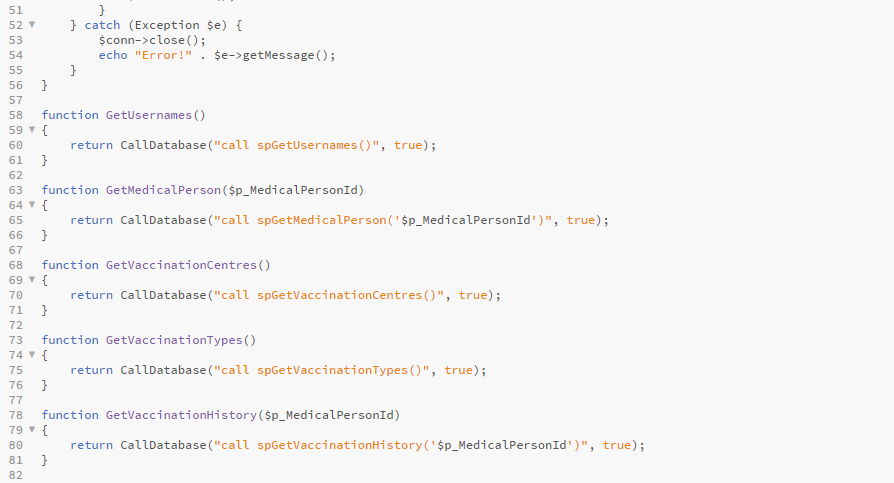 51        }
52    } catch (Exception $e) {
53        $conn->close();
54        echo "Error!" . $e->getMessage();
55    }
56 }
57
58 function GetUsernames()
59 {
60    return CallDatabase("call spGetUsernames()", true);
61 }
62
63 function GetMedicalPerson($p_MedicalPersonId)
64 {
65    return CallDatabase("call spGetMedicalPerson('$p_MedicalPersonId')", true);
66 }
67
68 function GetVaccinationCentres()
69 {
70    return CallDatabase("call spGetVaccinationCentres()", true);
71 }
72
73 function GetVaccinationTypes()
74 {
75    return CallDatabase("call spGetVaccinationTypes()", true);
76 }
77
78 function GetVaccinationHistory($p_MedicalPersonId)
79 {
80    return CallDatabase("call spGetVaccinationHistory('$p_MedicalPersonId')", true);
81 }
82